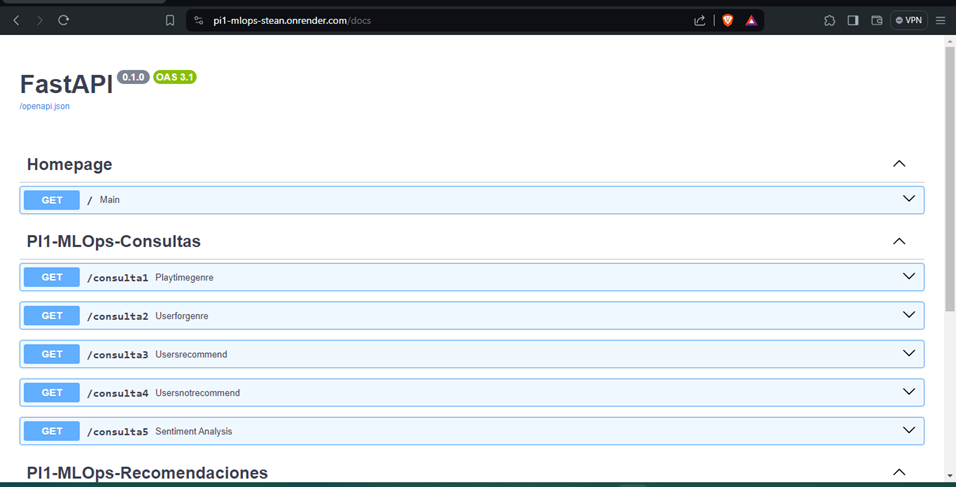 pi1-mlops-stean.onrender.com/docs
VPN
FastAPI 0.1.0 OAS 3.1
/openapi.json
Homepage
GET / Main
PI1-MLOps-Consultas
GET /consulta1 Playtimegenre
GET /consulta2 Userforgenre
GET /consulta3 Usersrecommend
GET /consulta4 Usersnotrecommend
GET /consulta5 Sentiment Analysis
PI1-MLOps-Recomendaciones